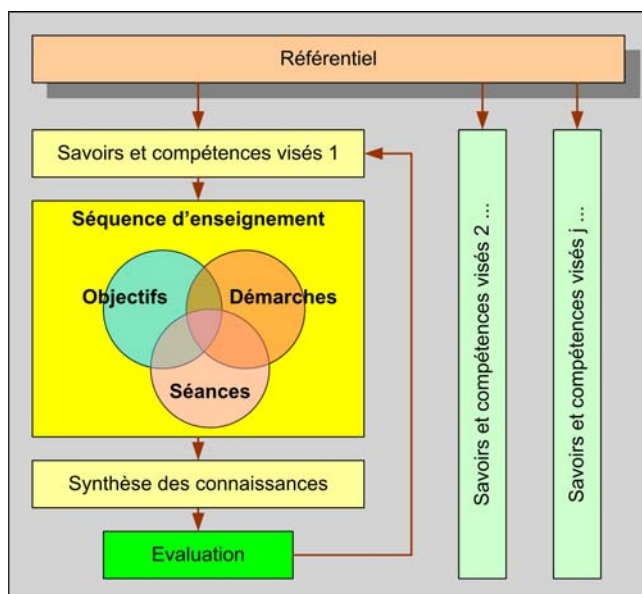 Référentiel
Savoirs et compétences visés 1
Séquence d'enseignement
Objectifs
Démarches
Séances
Synthèse des connaissances
Evaluation
Savoirs et compétences visés 2 ...
Savoirs et compétences visés j ...